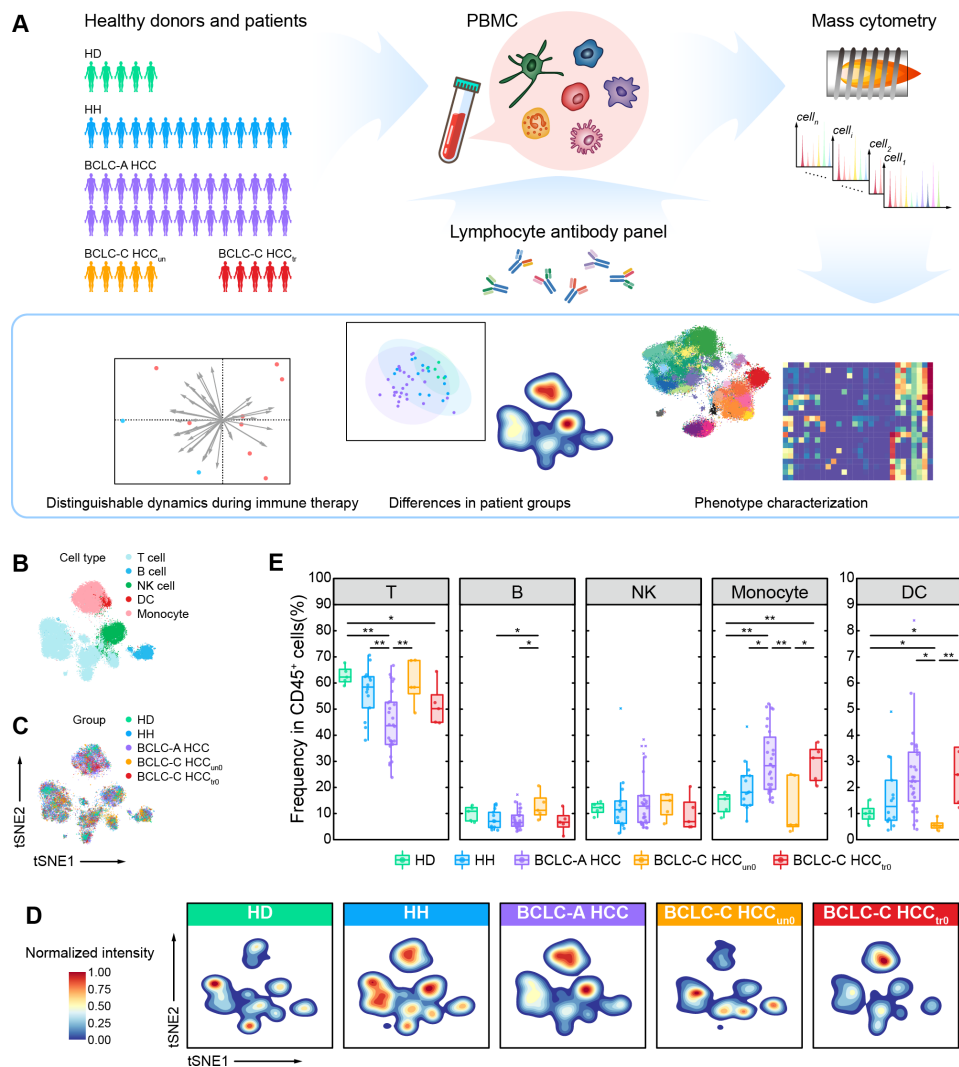 A
Healthy donors and patients
PBMC
Mass cytometry
HD
HH
BCLC-A HCC
BCLC-C HCCun
BCLC-C HCCtr
celln
celli
cell2
cell1
Lymphocyte antibody panel
Distinguishable dynamics during immune therapy
Differences in patient groups
Phenotype characterization
B
Cell type
T cell
B cell
NK cell
DC
Monocyte
C
Group
HD
HH
BCLC-A HCC
BCLC-C HCCun0
BCLC-C HCCtr0
tSNE2
tSNE1
E
Frequency in CD45+ cells(%)
100
90
80
70
60
50
40
30
20
10
0
T
B
NK
Monocyte
10
9
8
7
6
5
4
3
2
1
0
DC
*
**
** **
*
*
**
**
* ** *
*
*
* **
HD HH BCLC-A HCC BCLC-C HCCun0 BCLC-C HCCtr0
D
Normalized intensity
1.00
0.75
0.50
0.25
0.00
tSNE2
tSNE1
HD
HH
BCLC-A HCC
BCLC-C HCCun0
BCLC-C HCCtr0